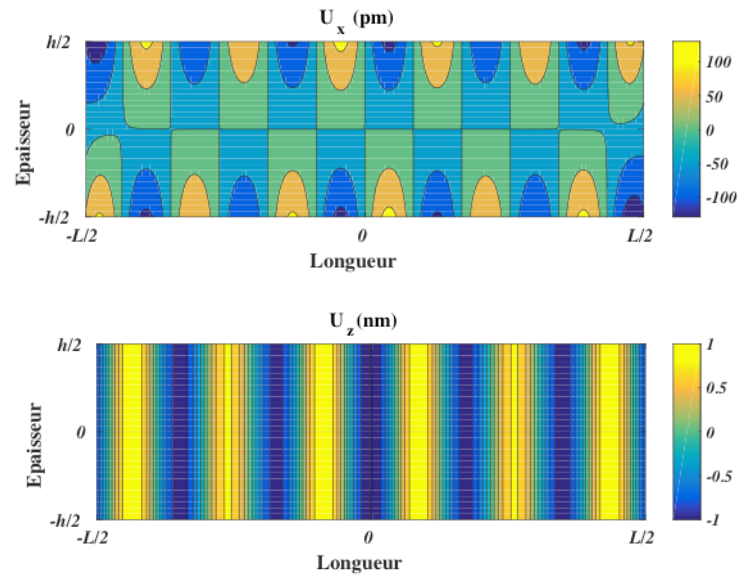 U_x (pm)
h/2
0
-h/2
Epaisseur
-L/2
0
L/2
Longueur
100
50
0
-50
-100
U_z(nm)
h/2
0
-h/2
Epaisseur
-L/2
0
L/2
Longueur
1
0.5
0
-0.5
-1